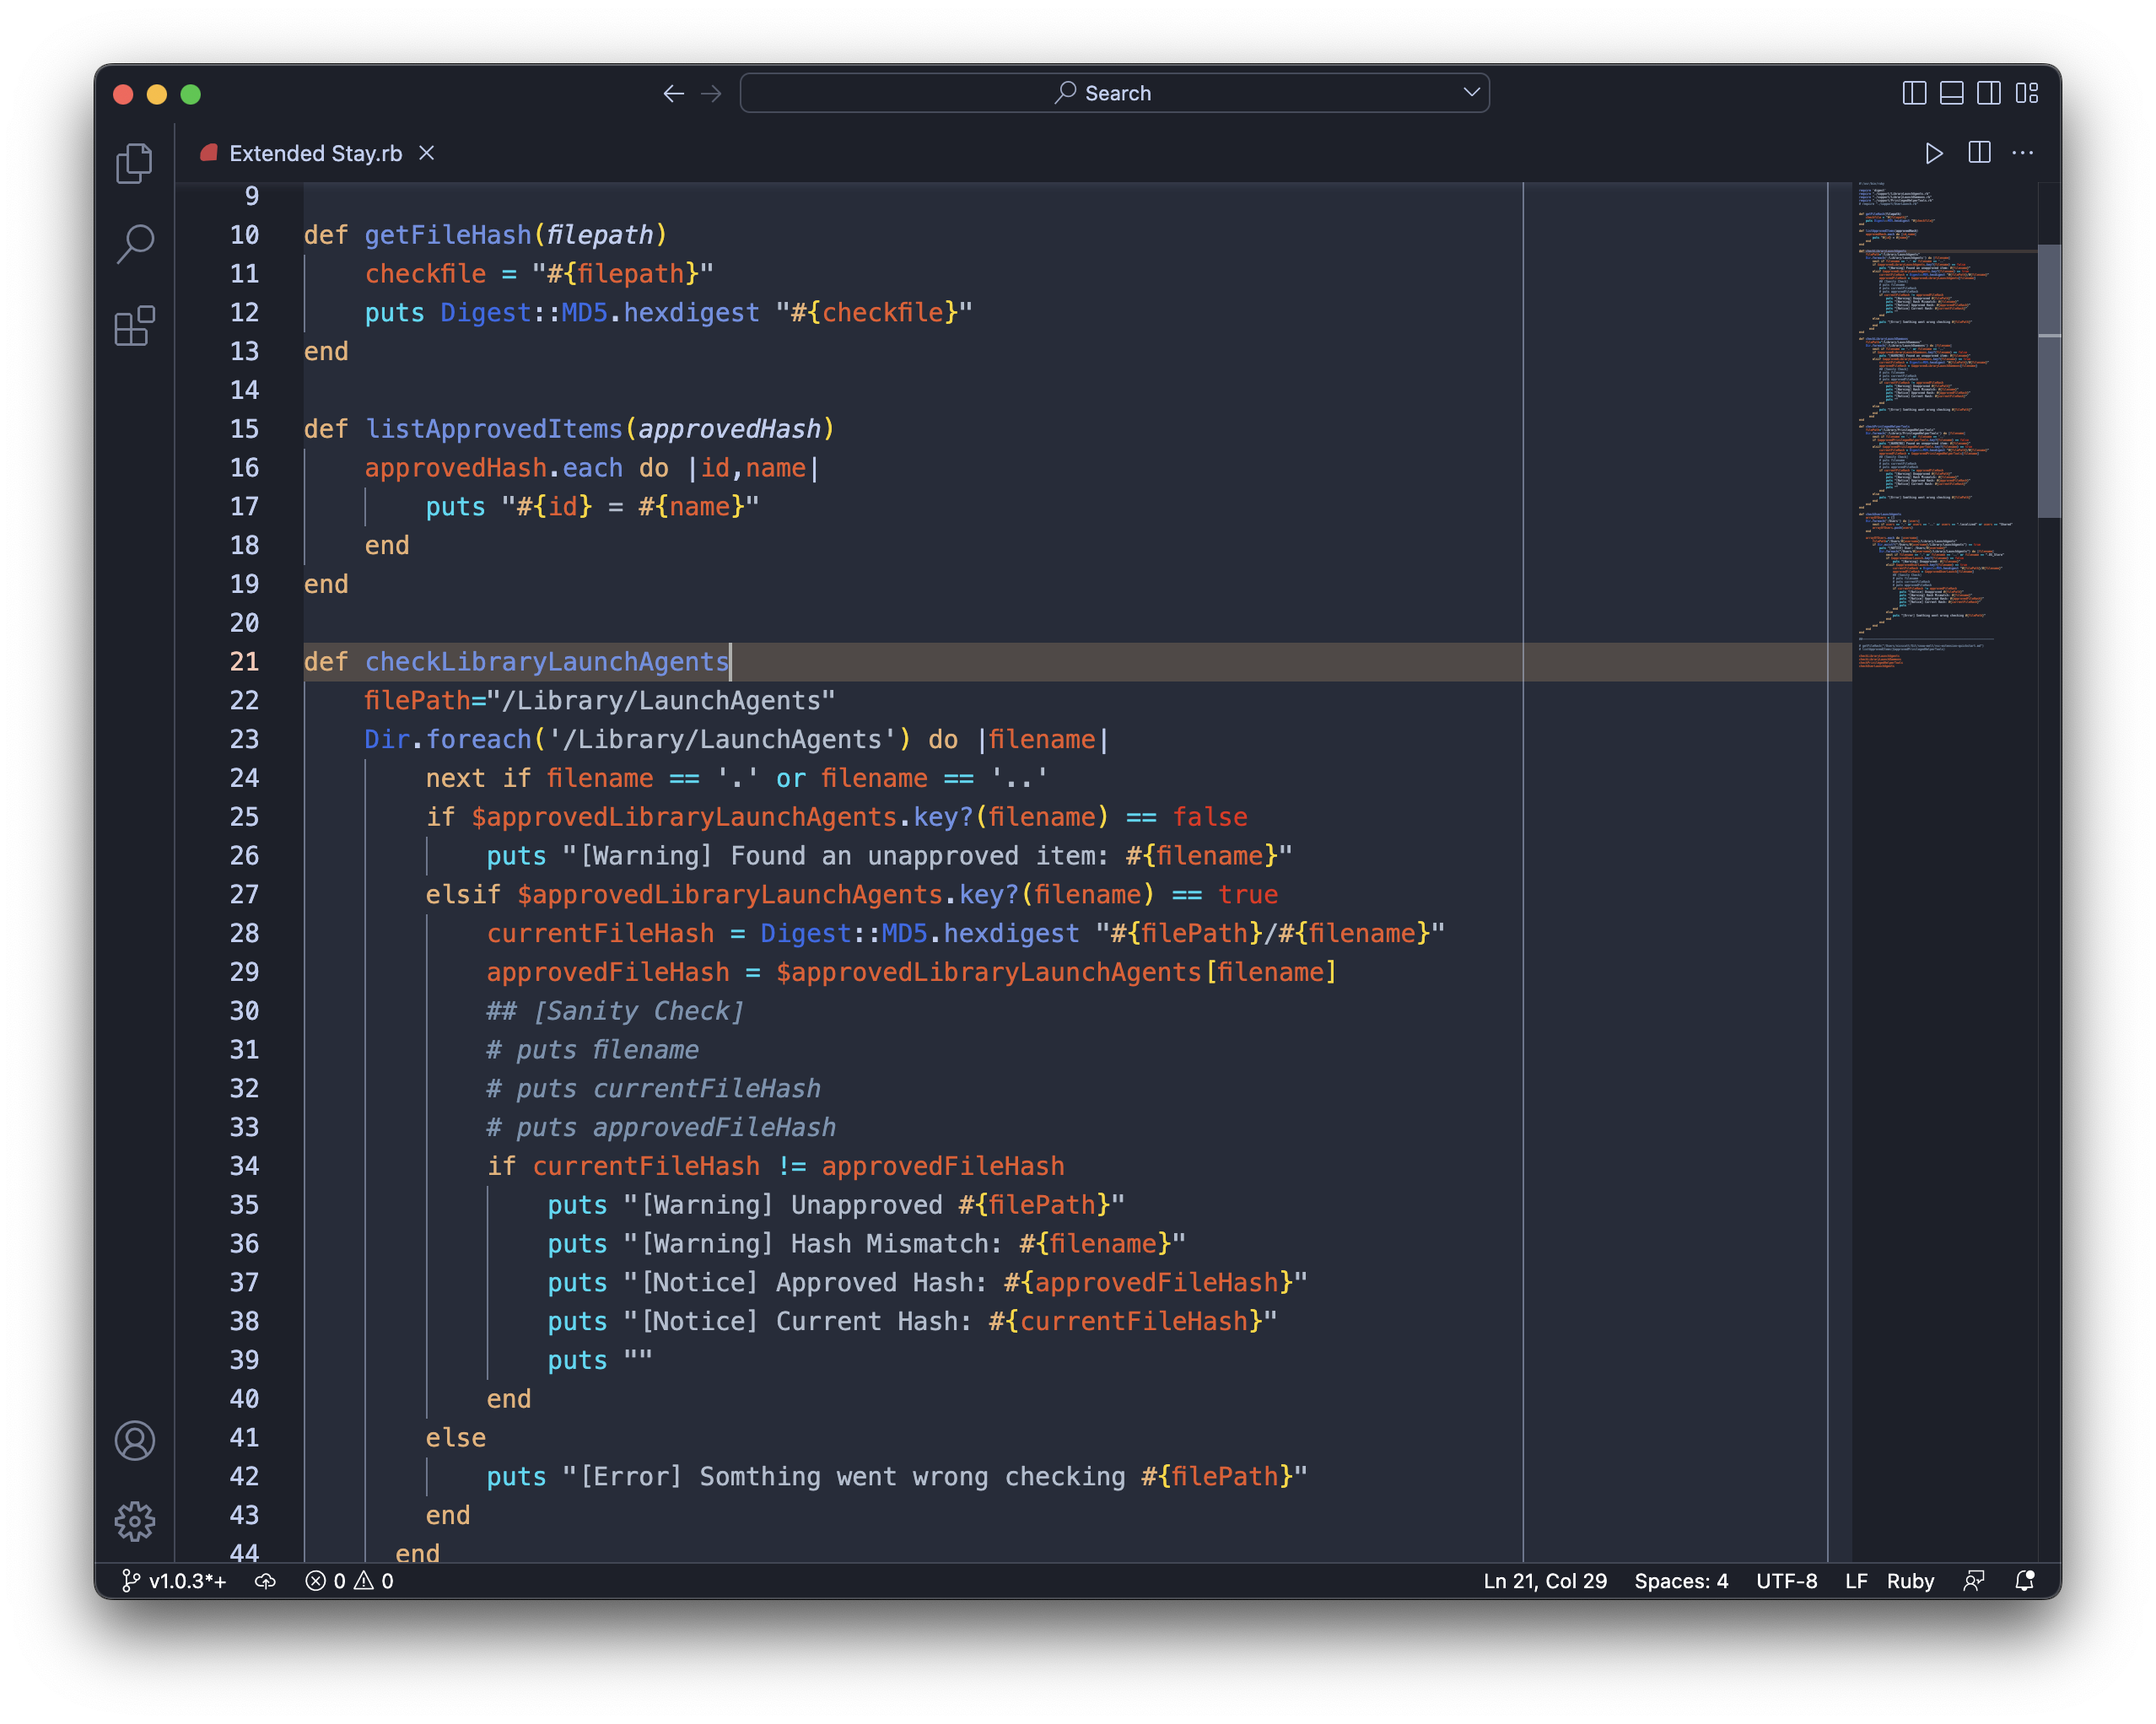 Search
Extended Stay.rb
9
10 def getFileHash(filepath)
11     checkfile = "#{filepath}"
12     puts Digest::MD5.hexdigest "#{checkfile}"
13 end
14
15 def listApprovedItems(approvedHash)
16     approvedHash.each do |id,name|
17         puts "#{id} = #{name}"
18     end
19 end
20
21 def checkLibraryLaunchAgents
22     filePath="/Library/LaunchAgents"
23     Dir.foreach('/Library/LaunchAgents') do |filename|
24         next if filename == '.' or filename == '..'
25         if $approvedLibraryLaunchAgents.key?(filename) == false
26             puts "[Warning] Found an unapproved item: #{filename}"
27         elsif $approvedLibraryLaunchAgents.key?(filename) == true
28             currentFileHash = Digest::MD5.hexdigest "#{filePath}/#{filename}"
29             approvedFileHash = $approvedLibraryLaunchAgents[filename]
30             ## [Sanity Check]
31             # puts filename
32             # puts currentFileHash
33             # puts approvedFileHash
34             if currentFileHash != approvedFileHash
35                 puts "[Warning] Unapproved #{filePath}"
36                 puts "[Warning] Hash Mismatch: #{filename}"
37                 puts "[Notice] Approved Hash: #{approvedFileHash}"
38                 puts "[Notice] Current Hash: #{currentFileHash}"
39                 puts ""
40             end
41         else
42             puts "[Error] Somthing went wrong checking #{filePath}"
43         end
44       end
v1.0.3*+ 0 0 Ln 21, Col 29 Spaces: 4 UTF-8 LF Ruby